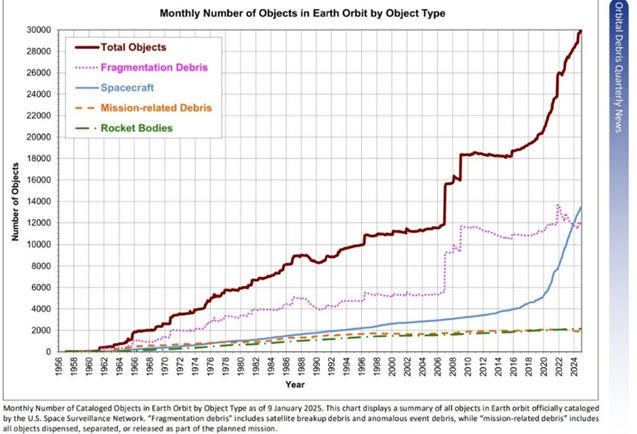 Monthly Number of Objects in Earth Orbit by Object Type
30000
28000
26000
24000
22000
20000
18000
16000
14000
12000
10000
8000
6000
4000
2000
0
Number of Objects
Total Objects
Fragmentation Debris
Spacecraft
Mission-related Debris
Rocket Bodies
1956 1958 1960 1962 1964 1966 1968 1970 1972 1974 1976 1978 1980 1982 1984 1986 1988 1990 1992 1994 1996 1998 2000 2002 2004 2006 2008 2010 2012 2014 2016 2018 2020 2022 2024
Year
Monthly Number of Cataloged Objects in Earth Orbit by Object Type as of 9 January 2025. This chart displays a summary of all objects in Earth orbit officially cataloged
by the U.S. Space Surveillance Network. "Fragmentation debris" includes satellite breakup debris and anomalous event debris, while "mission-related debris" includes
all objects dispensed, separated, or released as part of the planned mission.
Orbital Debris Quarterly News